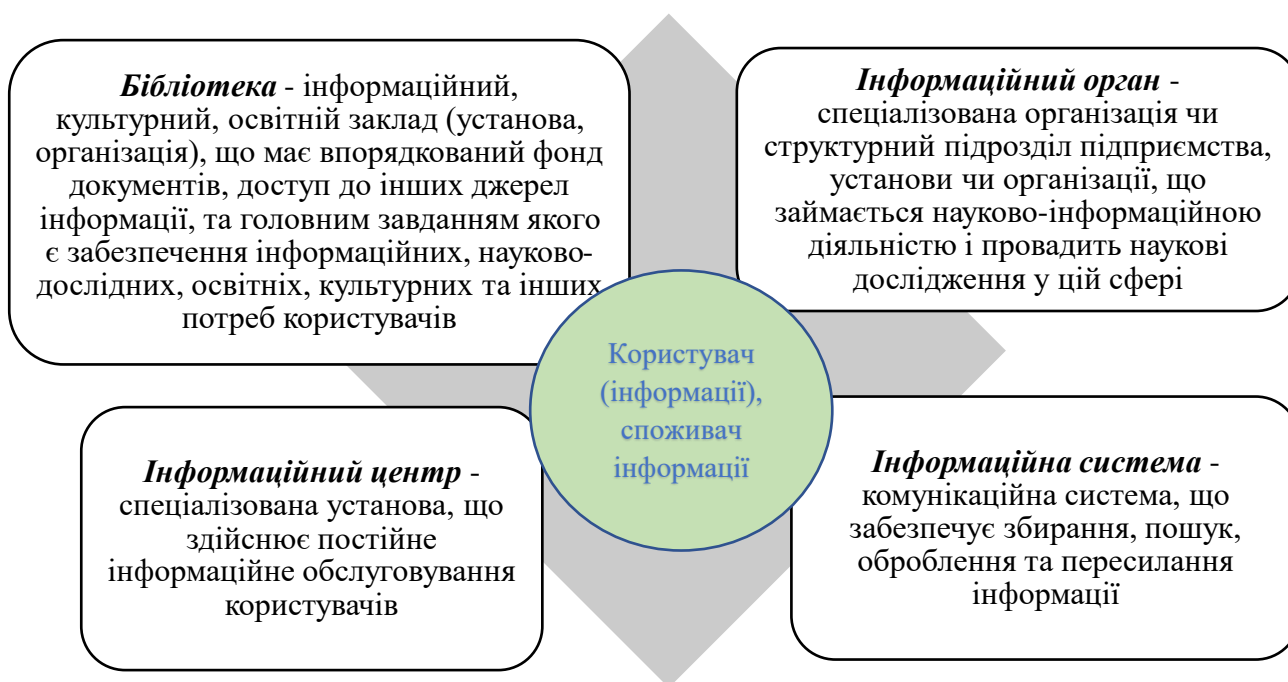 Бібліотека - інформаційний,
культурний, освітній заклад (установа,
організація), що має впорядкований фонд
документів, доступ до інших джерел
інформації, та головним завданням якого
є забезпечення інформаційних, науково-
дослідних, освітніх, культурних та інших
потреб користувачів
Інформаційний орган -
спеціалізована організація чи
структурний підрозділ підприємства,
установи чи організації, що
займається науково-інформаційною
діяльністю і провадить наукові
дослідження у цій сфері
Користувач
(інформації),
споживач
інформації
Інформаційний центр -
спеціалізована установа, що
здійснює постійне
інформаційне обслуговування
користувачів
Інформаційна система -
комунікаційна система, що
забезпечує збирання, пошук,
оброблення та пересилання
інформації